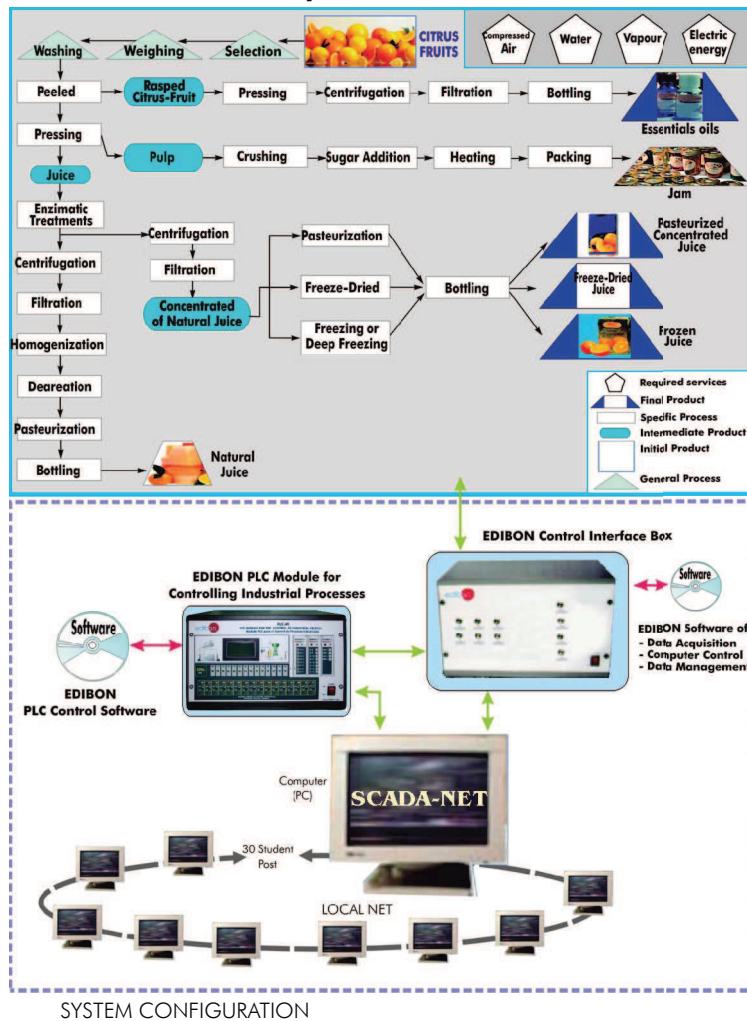 CITRUS
FRUITS
Selection
Weighing
Washing
Compressed
Air
Water
Vapour
Electric
energy
Peeled
Rasped
Citrus-Fruit
Pressing
Centrifugation
Filtration
Bottling
Essentials oils
Pressing
Pulp
Crushing
Sugar Addition
Heating
Packing
Jam
Juice
Enzimatic
Treatments
Centrifugation
Filtration
Homogenization
Deareation
Pasteurization
Bottling
Natural
Juice
Centrifugation
Filtration
Concentrated
of Natural Juice
Pasteurization
Freeze-Dried
Freezing or
Deep Freezing
Bottling
Pasteurized
Concentrated
Juice
Freeze-Dried
Juice
Frozen
Juice
Required services
Final Product
Specific Process
Intermediate Product
Initial Product
General Process
EDIBON Control Interface Box
EDIBON PLC Module for
Controlling Industrial Processes
Software
EDIBON
PLC Control Software
Software
EDIBON Software of
- Data Acquisition
- Computer Control
- Data Management
Computer
(PC)
SCADA-NET
30 Student
Post
LOCAL NET
SYSTEM CONFIGURATION